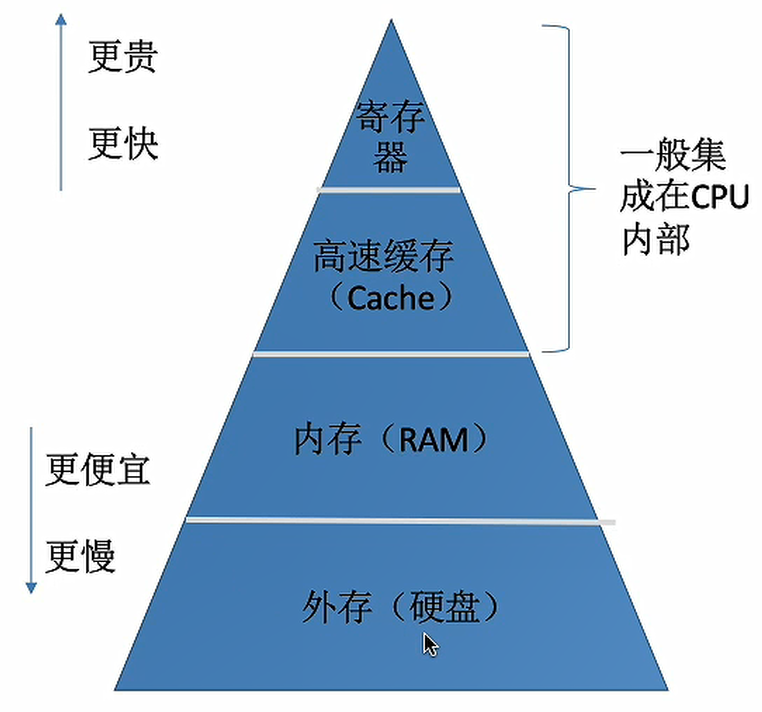 更贵
更快
寄存
器
高速缓存
（Cache）
一般集
成在CPU
内部
内存（RAM）
更便宜
更慢
外存（硬盘）